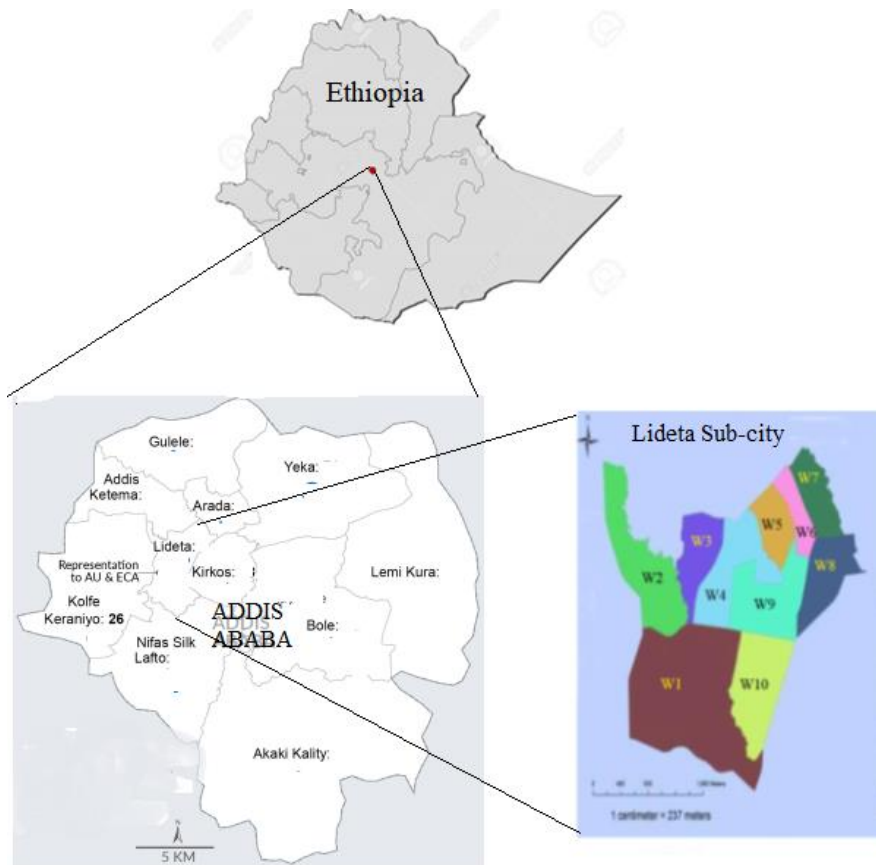 Ethiopia
Gulele:
Yeka:
Addis
Ketema:
Arada:
Lideta:
Representation
to AU & ECA
Kirkos:
Lemi Kura:
Kolfe
Keraniyo: 26
ADDIS
ABABA
Bole:
Nifas Silk
Lafto:
Akaki Kality:
N
5 KM
Lideta Sub-city
W7
W5
W6
W3
W8
W2
W4
W9
W1
W10
1 centimeter = 237 meters